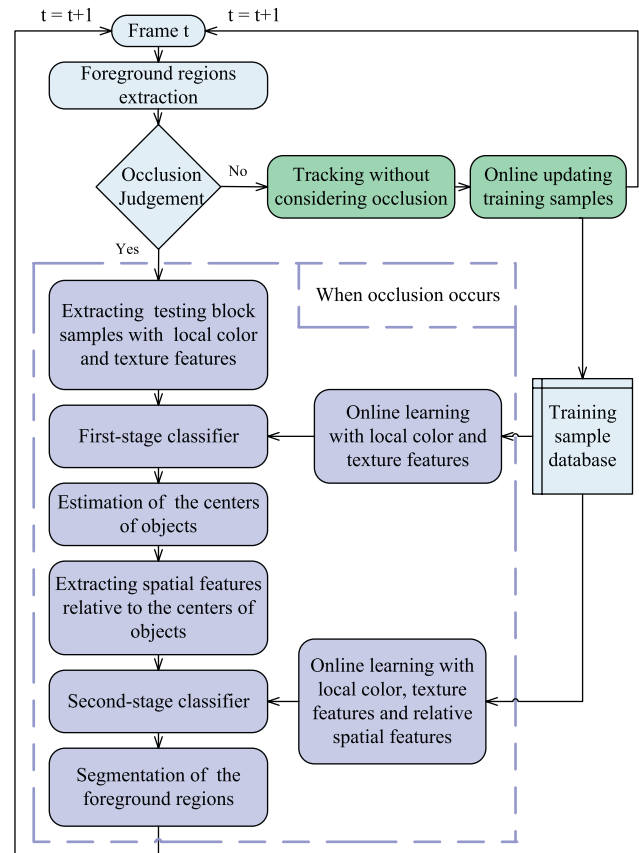 t = t+1
t = t+1
Frame t
Foreground regions
extraction
Occlusion
Judgement
No
Tracking without
considering occlusion
Online updating
training samples
Yes
When occlusion occurs
Extracting testing block
samples with local color
and texture features
First-stage classifier
Online learning
with local color and
texture features
Training
sample
database
Estimation of the centers
of objects
Extracting spatial features
relative to the centers of
objects
Second-stage classifier
Online learning with
local color, texture
features and relative
spatial features
Segmentation of the
foreground regions